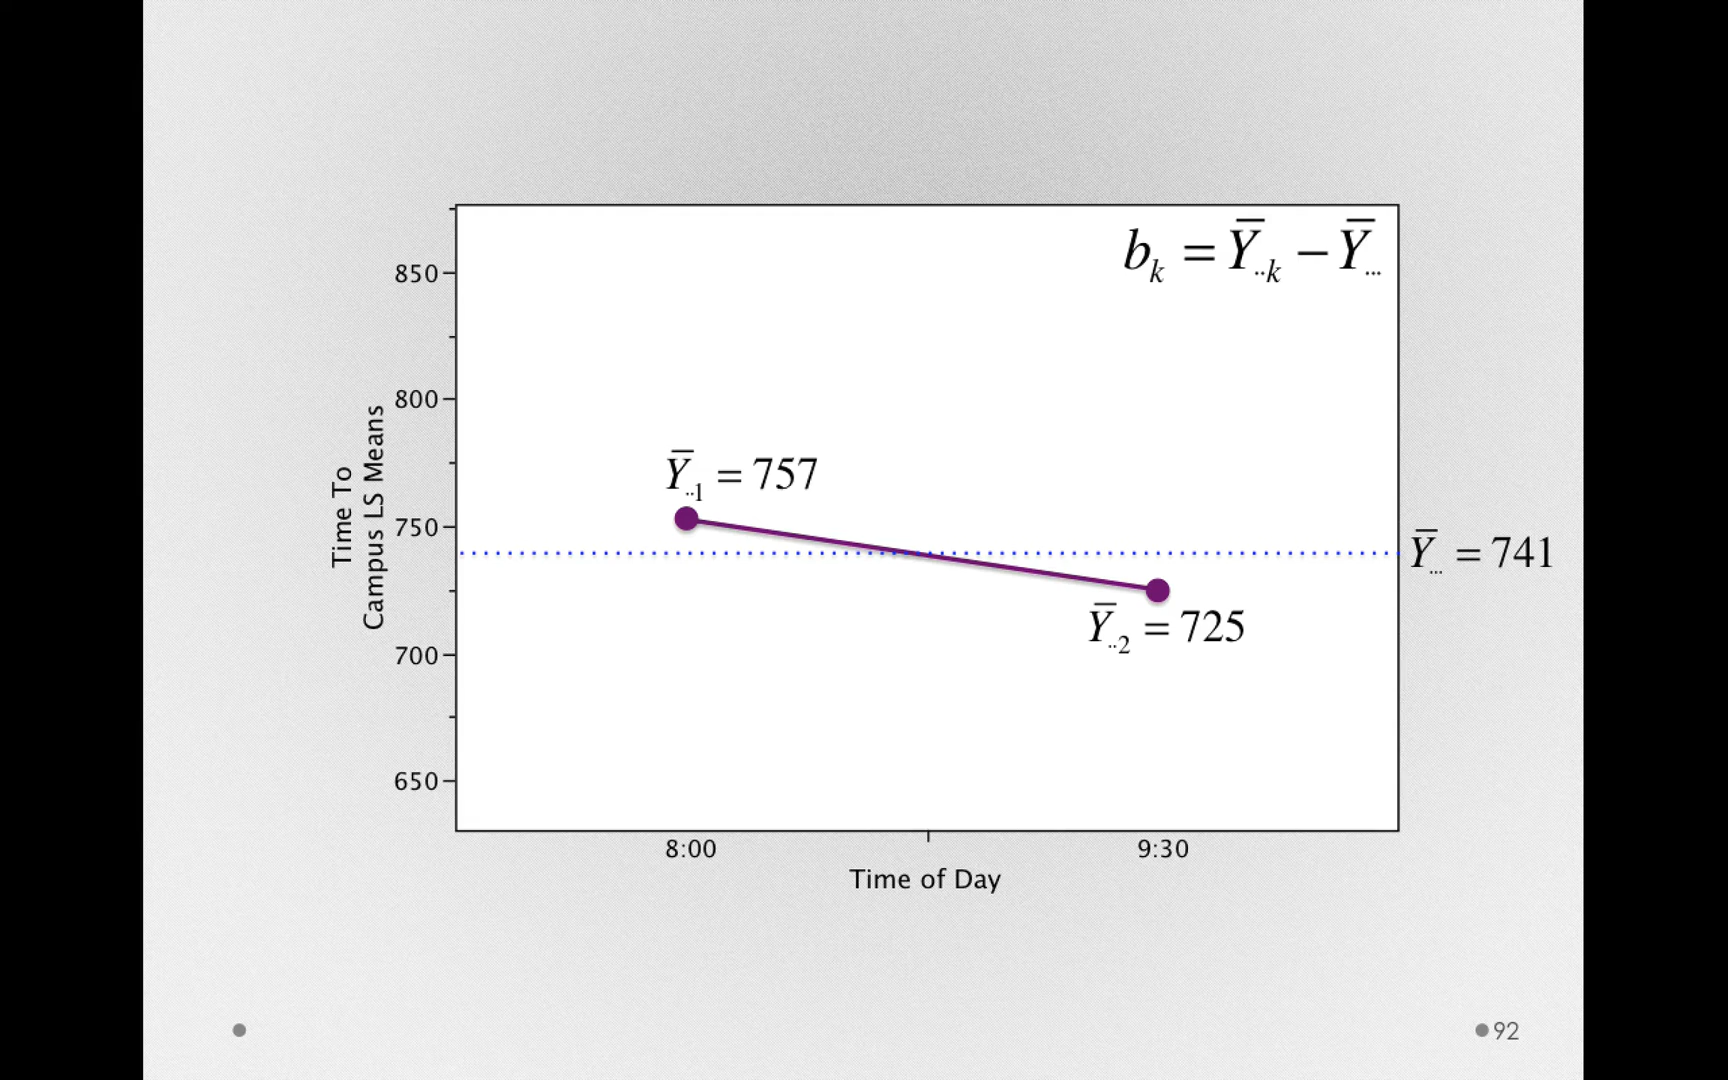 b_k = Ȳ_..k − Ȳ_...
850
800
750
700
650
Time To
Campus LS Means
Ȳ_..1 = 757
Ȳ_... = 741
Ȳ_..2 = 725
8:00
9:30
Time of Day
92